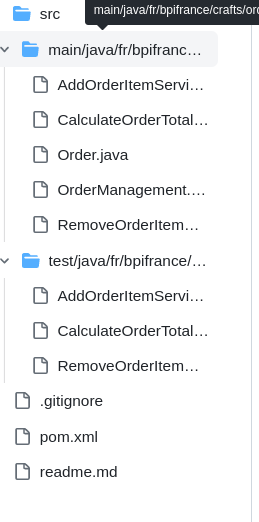 main/java/fr/bpifrance/crafts/ord
src
main/java/fr/bpifranc…
AddOrderItemServi…
CalculateOrderTotal…
Order.java
OrderManagement.…
RemoveOrderItem…
test/java/fr/bpifrance/…
AddOrderItemServi…
CalculateOrderTotal…
RemoveOrderItem…
.gitignore
pom.xml
readme.md